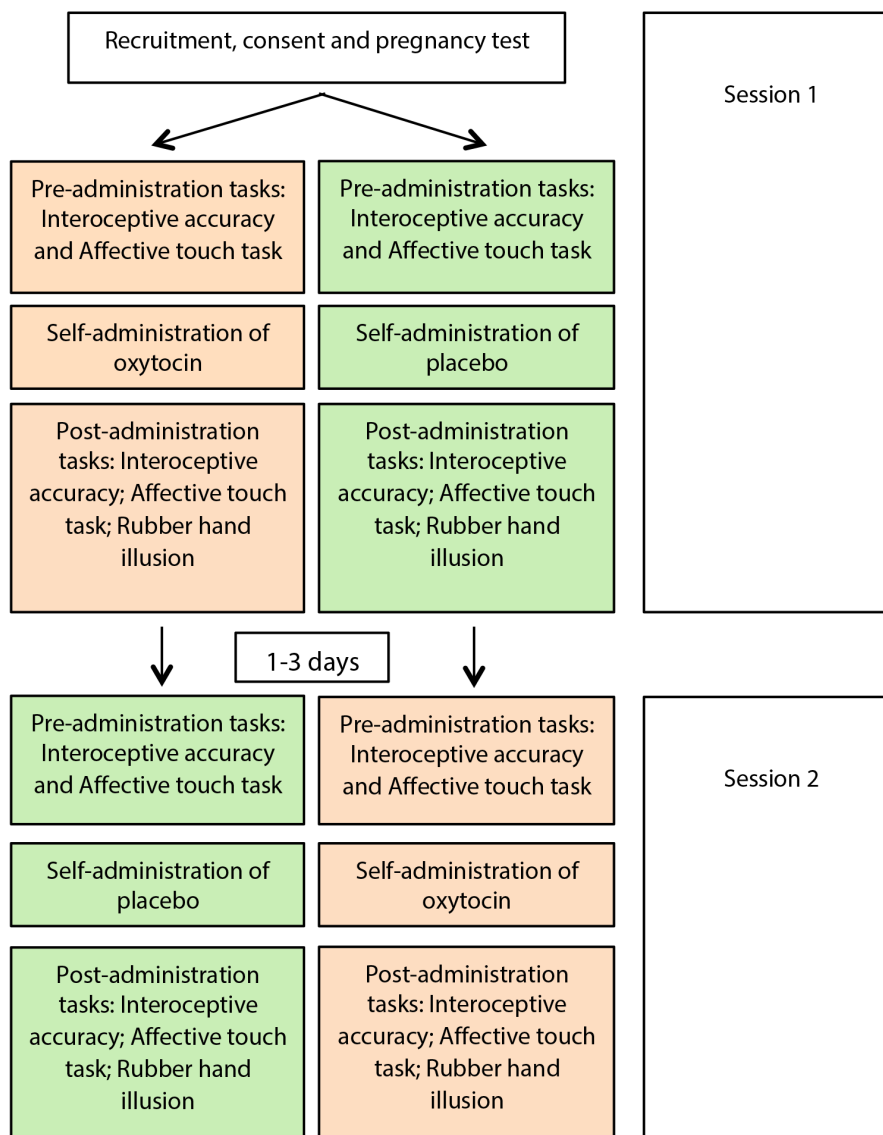 Recruitment, consent and pregnancy test
Session 1
Pre-administration tasks:
Interoceptive accuracy
and Affective touch task
Pre-administration tasks:
Interoceptive accuracy
and Affective touch task
Self-administration of
oxytocin
Self-administration of
placebo
Post-administration
tasks: Interoceptive
accuracy; Affective touch
task; Rubber hand
illusion
Post-administration
tasks: Interoceptive
accuracy; Affective touch
task; Rubber hand
illusion
1-3 days
Pre-administration tasks:
Interoceptive accuracy
and Affective touch task
Pre-administration tasks:
Interoceptive accuracy
and Affective touch task
Session 2
Self-administration of
placebo
Self-administration of
oxytocin
Post-administration
tasks: Interoceptive
accuracy; Affective touch
task; Rubber hand
illusion
Post-administration
tasks: Interoceptive
accuracy; Affective touch
task; Rubber hand
illusion